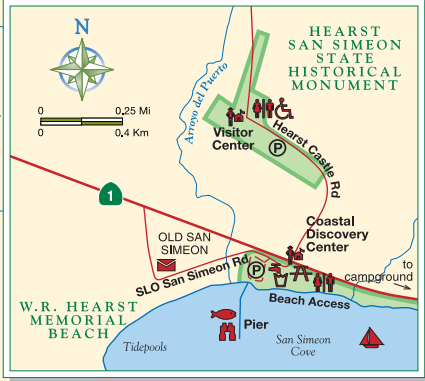 N
0 0.25 Mi
0 0.4 Km
HEARST
SAN SIMEON
STATE
HISTORICAL
MONUMENT
Arroyo del Puerto
Visitor
Center
P
Hearst Castle Rd
1
Coastal
Discovery
Center
OLD SAN
SIMEON
SLO San Simeon Rd
P
to
campground
Beach Access
W.R. HEARST
MEMORIAL
BEACH
Pier
Tidepools
San Simeon
Cove